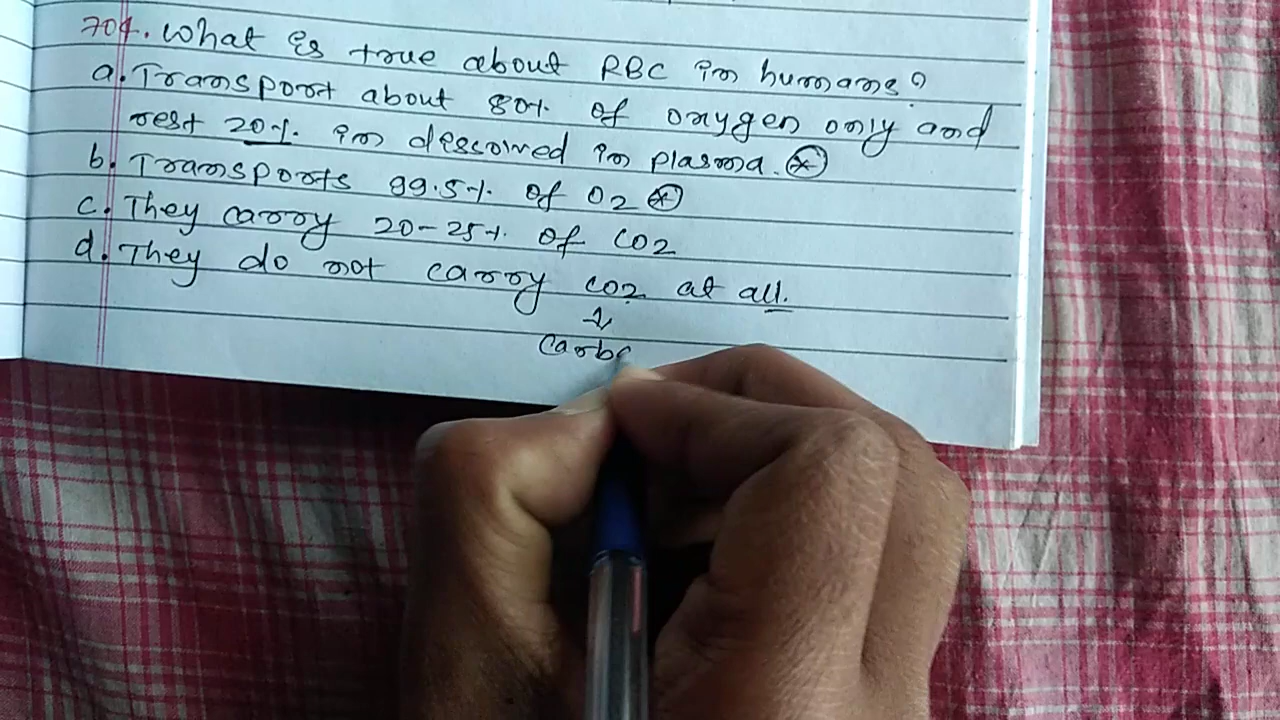 704. What is true about RBC in humans?
a. Transport about 80% of oxygen only and
rest 20% in dissolved in plasma.
b. Transports 99.5% of O2
c. They carry 20-25% of CO2
d. They do not carry CO2 at all.
Carbo